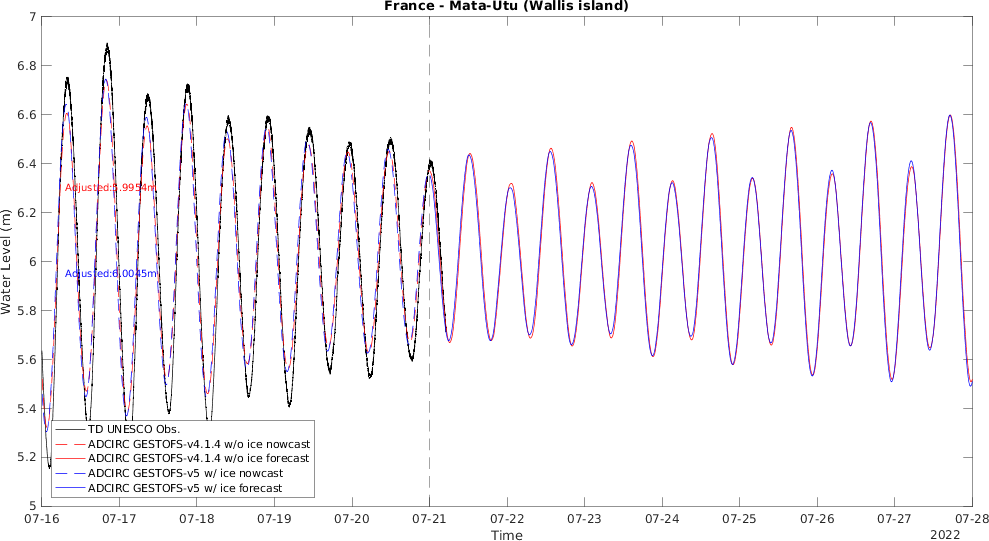 France - Mata-Utu (Wallis island)
7
6.8
6.6
6.4
6.2
6
5.8
5.6
5.4
5.2
5
Water Level (m)
Adjusted:5.9954m
Adjusted:6.0045m
TD UNESCO Obs.
ADCIRC GESTOFS-v4.1.4 w/o ice nowcast
ADCIRC GESTOFS-v4.1.4 w/o ice forecast
ADCIRC GESTOFS-v5 w/ ice nowcast
ADCIRC GESTOFS-v5 w/ ice forecast
07-16 07-17 07-18 07-19 07-20 07-21 07-22 07-23 07-24 07-25 07-26 07-27 07-28
Time
2022